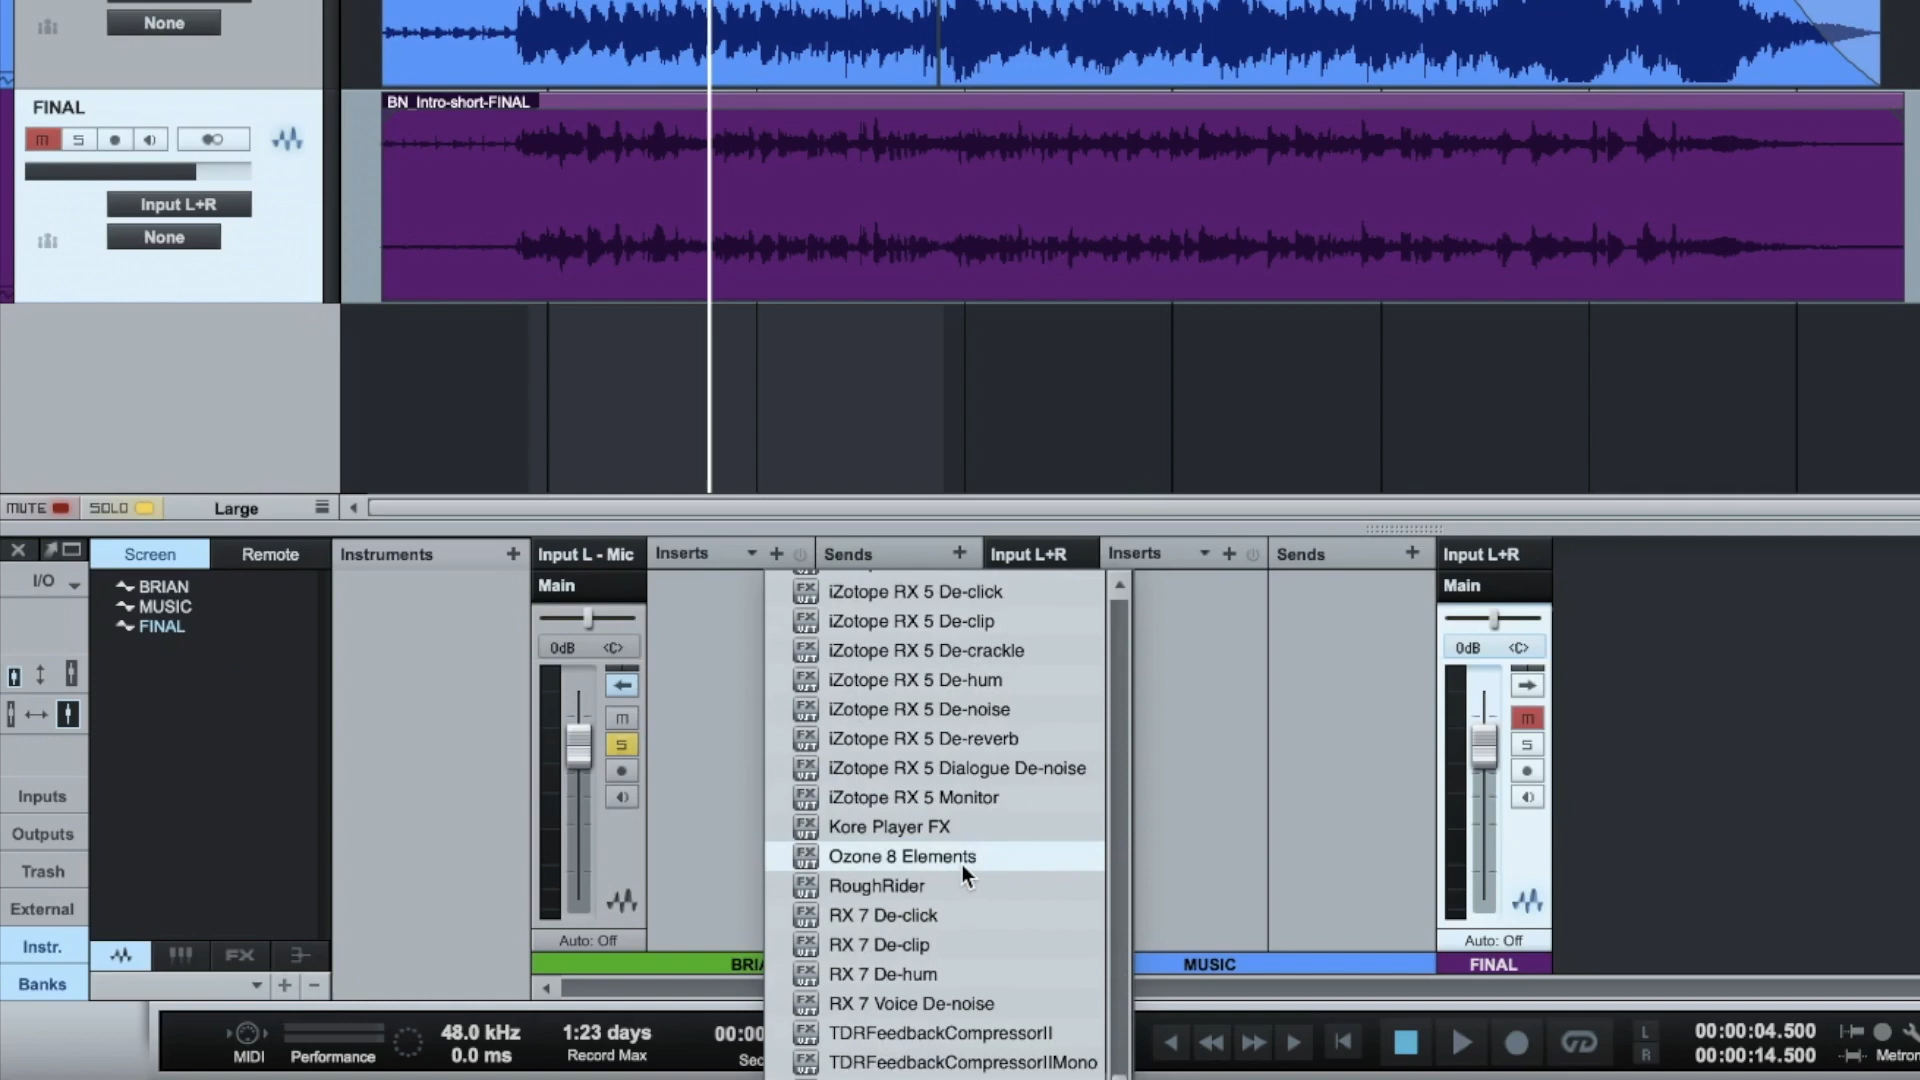 None
FINAL
BN_Intro-short-FINAL
M S
Input L+R
None
MUTE SOLO Large
Screen Remote Instruments + Input L - Mic Inserts + Sends + Input L+R Inserts + Sends + Input L+R
I/O
Main
Main
BRIAN
MUSIC
FINAL
0dB <C>
0dB <C>
M
S
M
S
iZotope RX 5 De-click
iZotope RX 5 De-clip
iZotope RX 5 De-crackle
iZotope RX 5 De-hum
iZotope RX 5 De-noise
iZotope RX 5 De-reverb
iZotope RX 5 Dialogue De-noise
iZotope RX 5 Monitor
Kore Player FX
Ozone 8 Elements
RoughRider
RX 7 De-click
RX 7 De-clip
RX 7 De-hum
RX 7 Voice De-noise
TDRFeedbackCompressorII
TDRFeedbackCompressorIIMono
Inputs
Outputs
Trash
External
Instr.
Banks
FX
Auto: Off
Auto: Off
BRIA
MUSIC
FINAL
MIDI
Performance
48.0 kHz
0.0 ms
1:23 days
Record Max
00:00
Sec
L
R
00:00:04.500
00:00:14.500
Metron